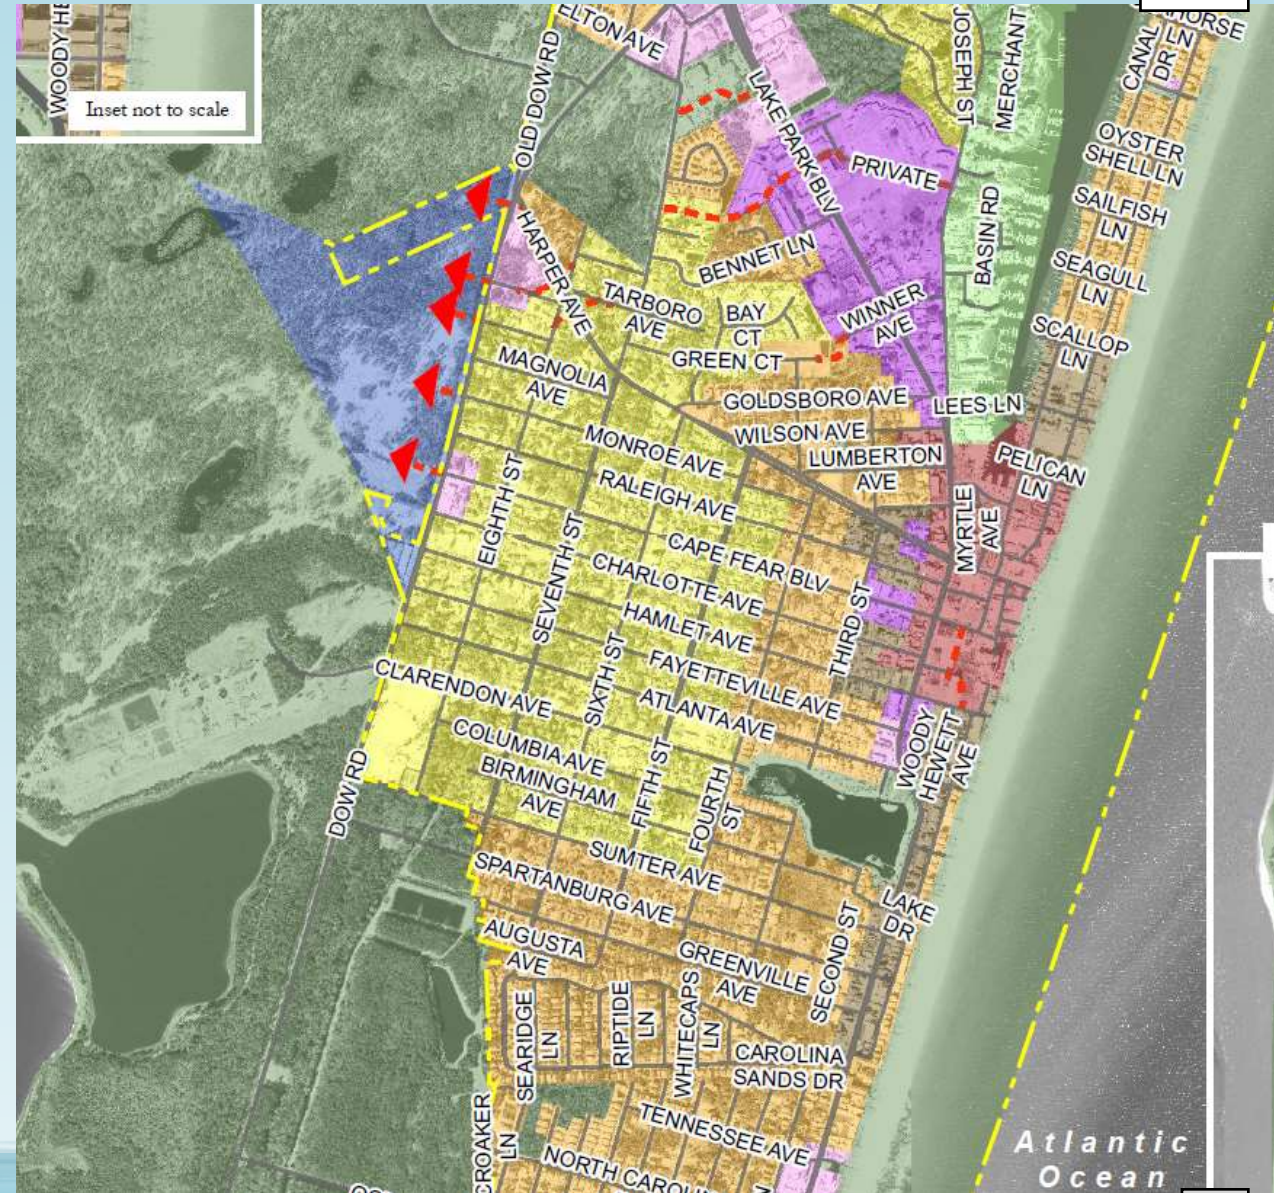 WOODY HE
Inset not to scale
ELTON AVE
OLD DOW RD
LAKE PARK BLV
JOSEPH ST
MERCHANT
CANAL
DR
HORSE
LN
OYSTER
SHELL LN
PRIVATE
SAILFISH
LN
BASIN RD
SEAGULL
LN
HARPER AVE
BENNET LN
TARBORO
AVE
BAY
CT
WINNER
AVE
SCALLOP
LN
GREEN CT
MAGNOLIA
AVE
GOLDSBORO AVE
LEES LN
WILSON AVE
MONROE AVE
LUMBERTON
AVE
PELICAN
LN
RALEIGH AVE
EIGHTH ST
MYRTLE
AVE
SEVENTH ST
CAPE FEAR BLV
CHARLOTTE AVE
HAMLET AVE
THIRD ST
SIXTH ST
FAYETTEVILLE AVE
CLARENDON AVE
ATLANTA AVE
WOODY
HEWETT
AVE
COLUMBIA AVE
BIRMINGHAM
AVE
FIFTH ST
FOURTH
ST
DOW RD
SUMTER AVE
SPARTANBURG AVE
LAKE
DR
AUGUSTA
AVE
GREENVILLE
AVE
SECOND ST
SEARIDGE
LN
RIPTIDE
LN
WHITECAPS
LN
CAROLINA
SANDS DR
CROAKER
LN
TENNESSEE AVE
NORTH CAROLIN
Atlantic
Ocean